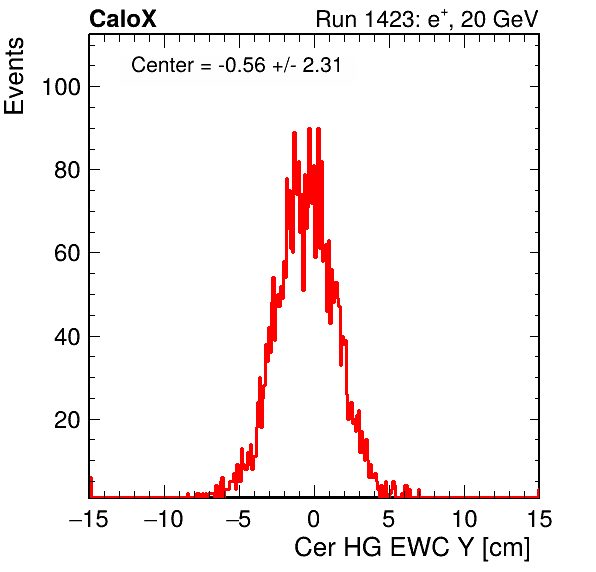 CaloX Run 1423: e⁺, 20 GeV
Center = -0.56 +/- 2.31
Events
100
80
60
40
20
−15 −10 −5 0 5 10 15
Cer HG EWC Y [cm]